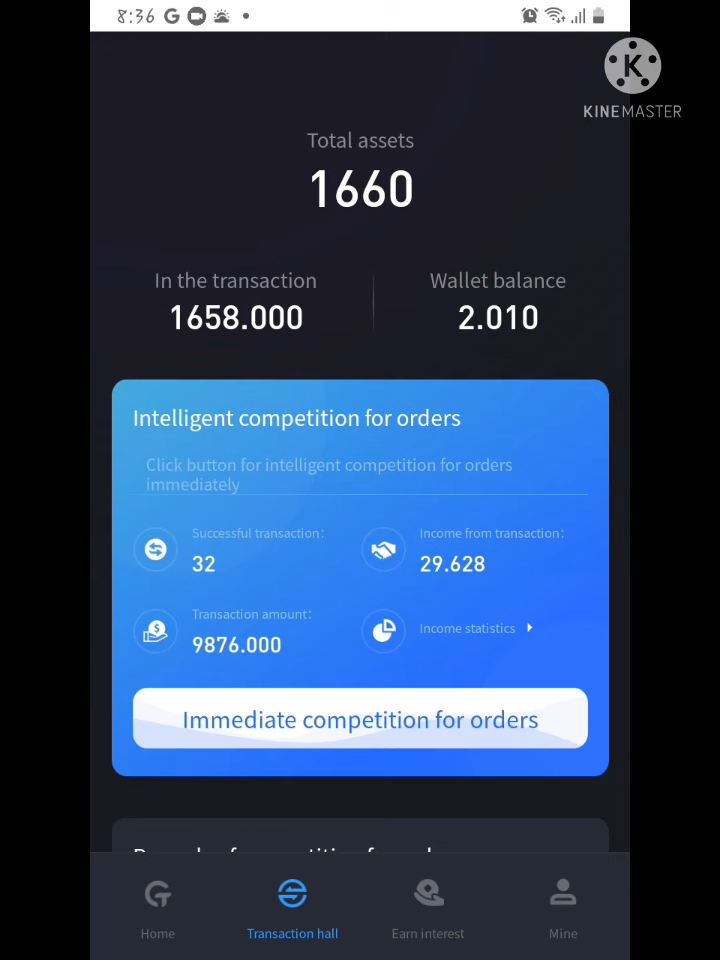 8:36
KINEMASTER
Total assets
1660
In the transaction
Wallet balance
1658.000
2.010
Intelligent competition for orders
Click button for intelligent competition for orders
immediately
Successful transaction:
32
Income from transaction:
29.628
Transaction amount:
9876.000
Income statistics
Immediate competition for orders
Home
Transaction hall
Earn interest
Mine